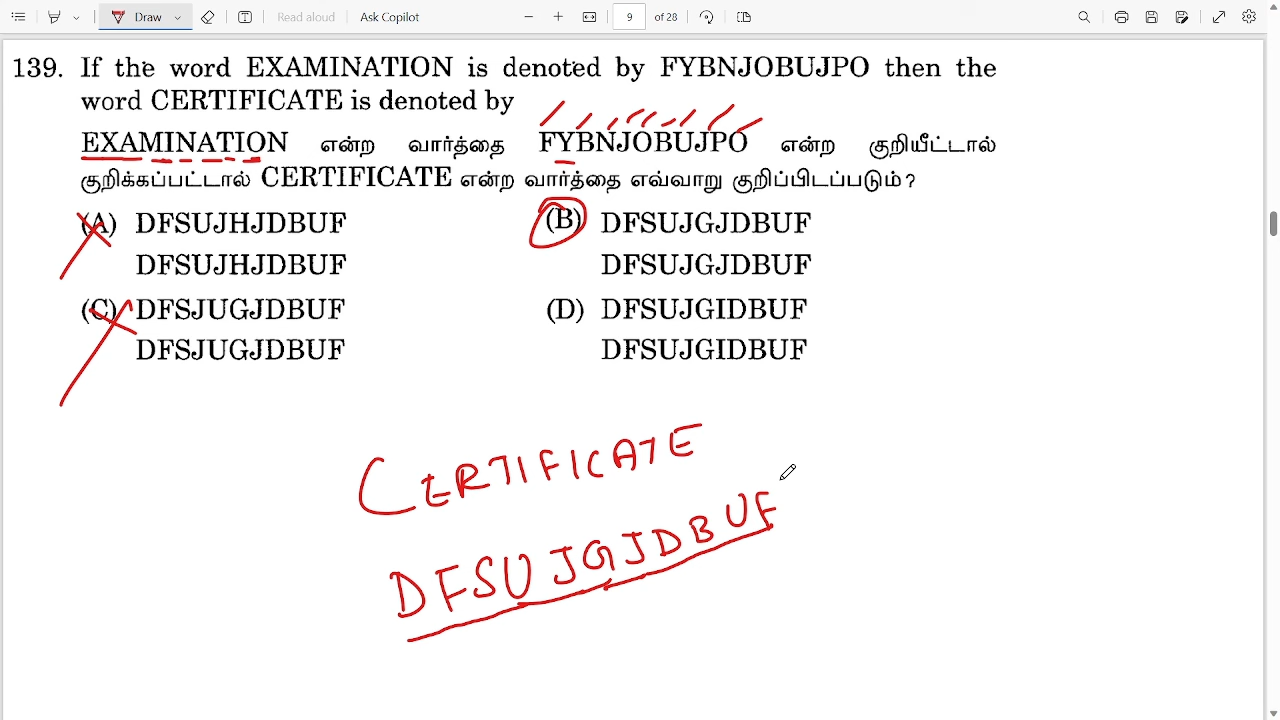 Draw
Read aloud
Ask Copilot
9
of 28
139. If the word EXAMINATION is denoted by FYBNJOBUJPO then the
word CERTIFICATE is denoted by
EXAMINATION என்ற வார்த்தை FYBNJOBUJPO என்ற குறியீட்டால்
குறிக்கப்பட்டால் CERTIFICATE என்ற வார்த்தை எவ்வாறு குறிப்பிடப்படும்?
(A) DFSUJHJDBUF
DFSUJHJDBUF
(B) DFSUJGJDBUF
DFSUJGJDBUF
(C) DFSJUGJDBUF
DFSJUGJDBUF
(D) DFSUJGIDBUF
DFSUJGIDBUF
CERTIFICATE
DFSUJGJDBUF